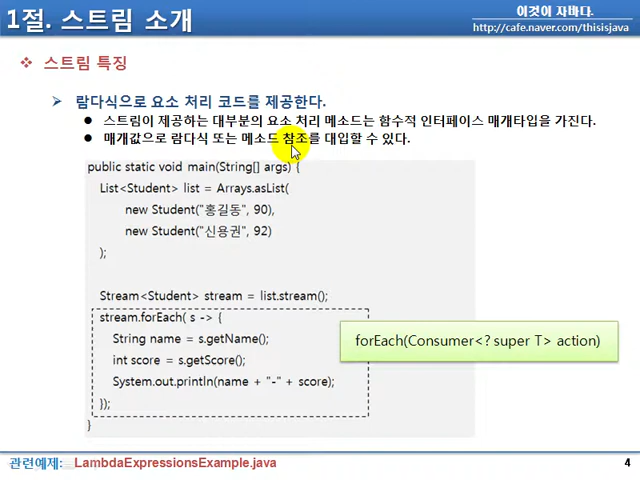 1절. 스트림 소개
이것이 자바다.
http://cafe.naver.com/thisisjava
스트림 특징
람다식으로 요소 처리 코드를 제공한다.
스트림이 제공하는 대부분의 요소 처리 메소드는 함수적 인터페이스 매개타입을 가진다.
매개값으로 람다식 또는 메소드 참조를 대입할 수 있다.
public static void main(String[] args) {
List<Student> list = Arrays.asList(
new Student("홍길동", 90),
new Student("신용권", 92)
);
Stream<Student> stream = list.stream();
stream.forEach( s -> {
String name = s.getName();
int score = s.getScore();
System.out.println(name + "-" + score);
});
}
forEach(Consumer<? super T> action)
관련예제: LambdaExpressionsExample.java
4